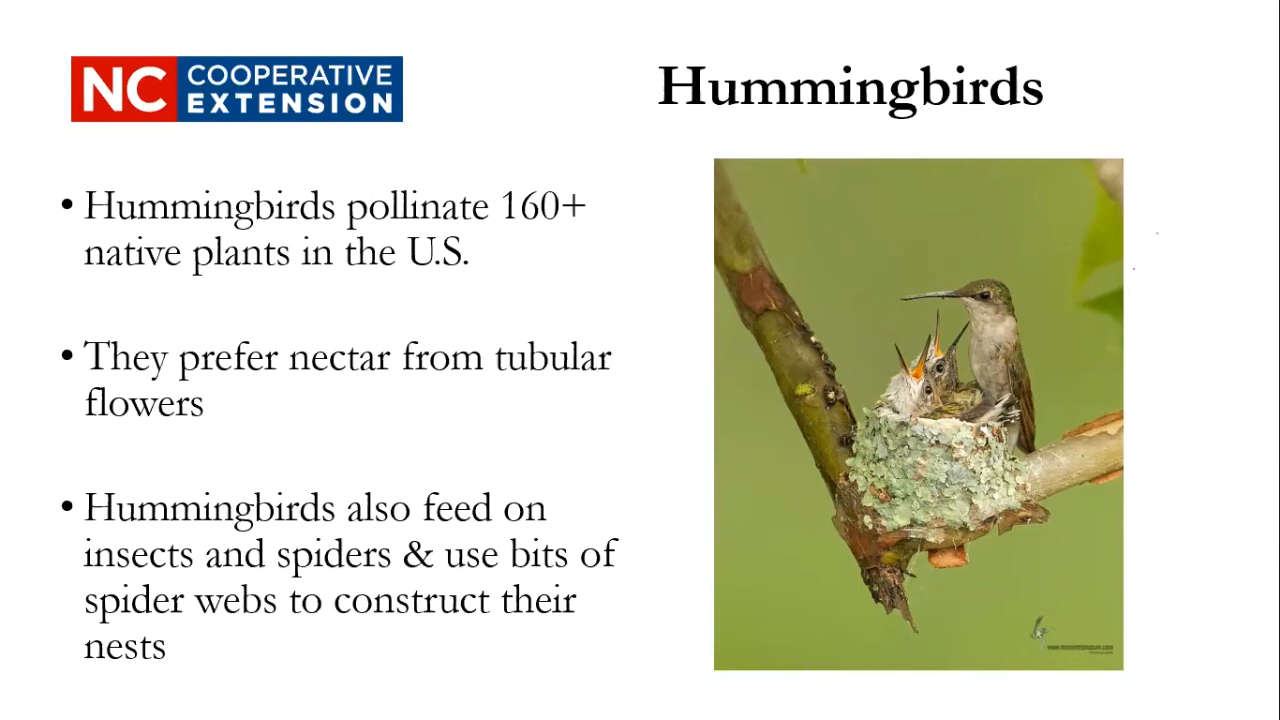 NC COOPERATIVE
EXTENSION
Hummingbirds
• Hummingbirds pollinate 160+
native plants in the U.S.
• They prefer nectar from tubular
flowers
• Hummingbirds also feed on
insects and spiders & use bits of
spider webs to construct their
nests